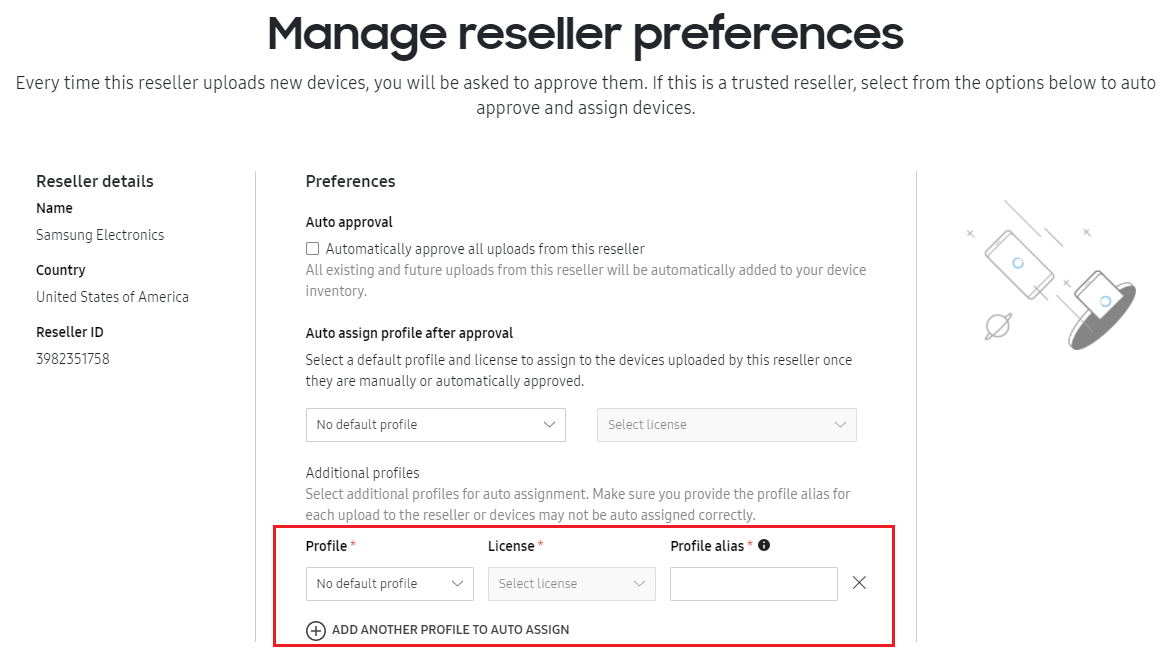 Manage reseller preferences
Every time this reseller uploads new devices, you will be asked to approve them. If this is a trusted reseller, select from the options below to auto
approve and assign devices.
Reseller details
Name
Samsung Electronics
Country
United States of America
Reseller ID
3982351758
Preferences
Auto approval
Automatically approve all uploads from this reseller
All existing and future uploads from this reseller will be automatically added to your device
inventory.
Auto assign profile after approval
Select a default profile and license to assign to the devices uploaded by this reseller once
they are manually or automatically approved.
No default profile Select license
Additional profiles
Select additional profiles for auto assignment. Make sure you provide the profile alias for
each upload to the reseller or devices may not be auto assigned correctly.
Profile * License * Profile alias *
No default profile Select license
ADD ANOTHER PROFILE TO AUTO ASSIGN